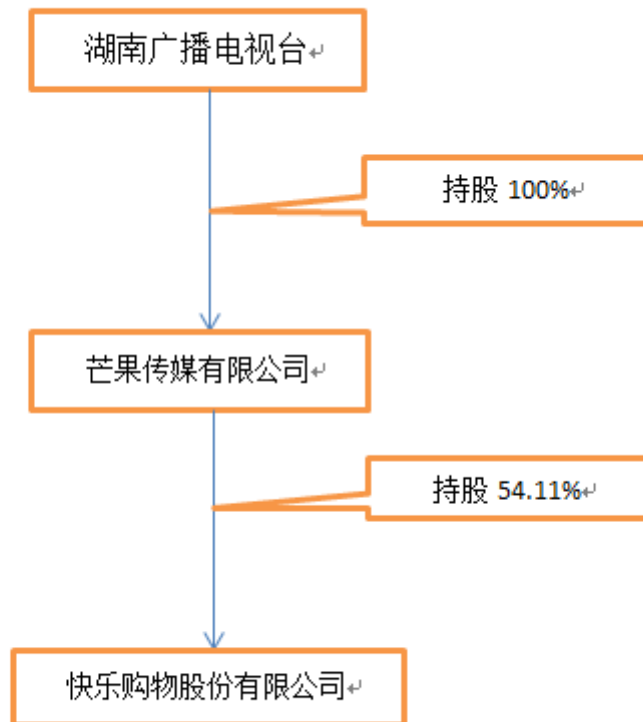 湖南广播电视台
持股 100%
芒果传媒有限公司
持股 54.11%
快乐购物股份有限公司